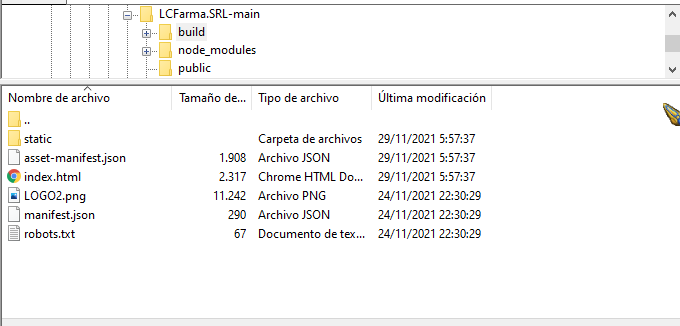 LCFarma.SRL-main
build
node_modules
public
Nombre de archivo Tamaño de... Tipo de archivo Última modificación
..
static Carpeta de archivos 29/11/2021 5:57:37
asset-manifest.json 1.908 Archivo JSON 29/11/2021 5:57:37
index.html 2.317 Chrome HTML Do... 29/11/2021 5:57:37
LOGO2.png 11.242 Archivo PNG 24/11/2021 22:30:29
manifest.json 290 Archivo JSON 24/11/2021 22:30:29
robots.txt 67 Documento de tex... 24/11/2021 22:30:29